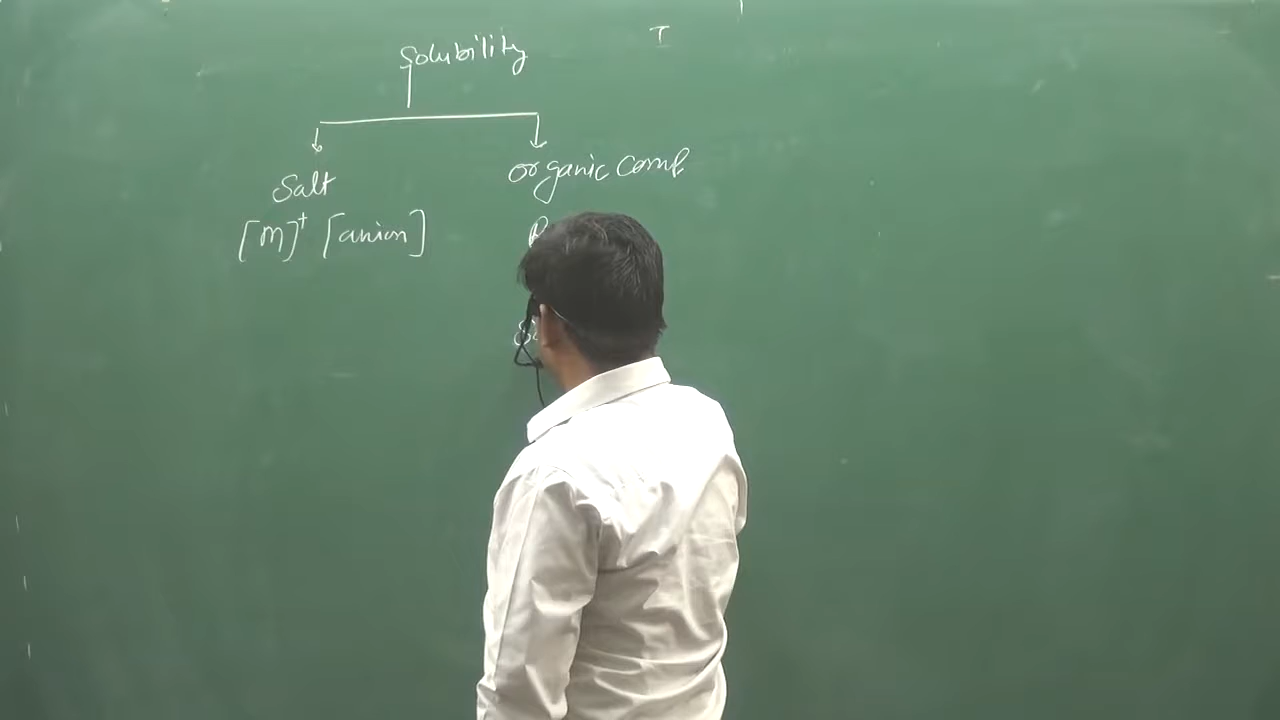 Solubility
I
Salt
organic comp.
[M]⁺ [anion]